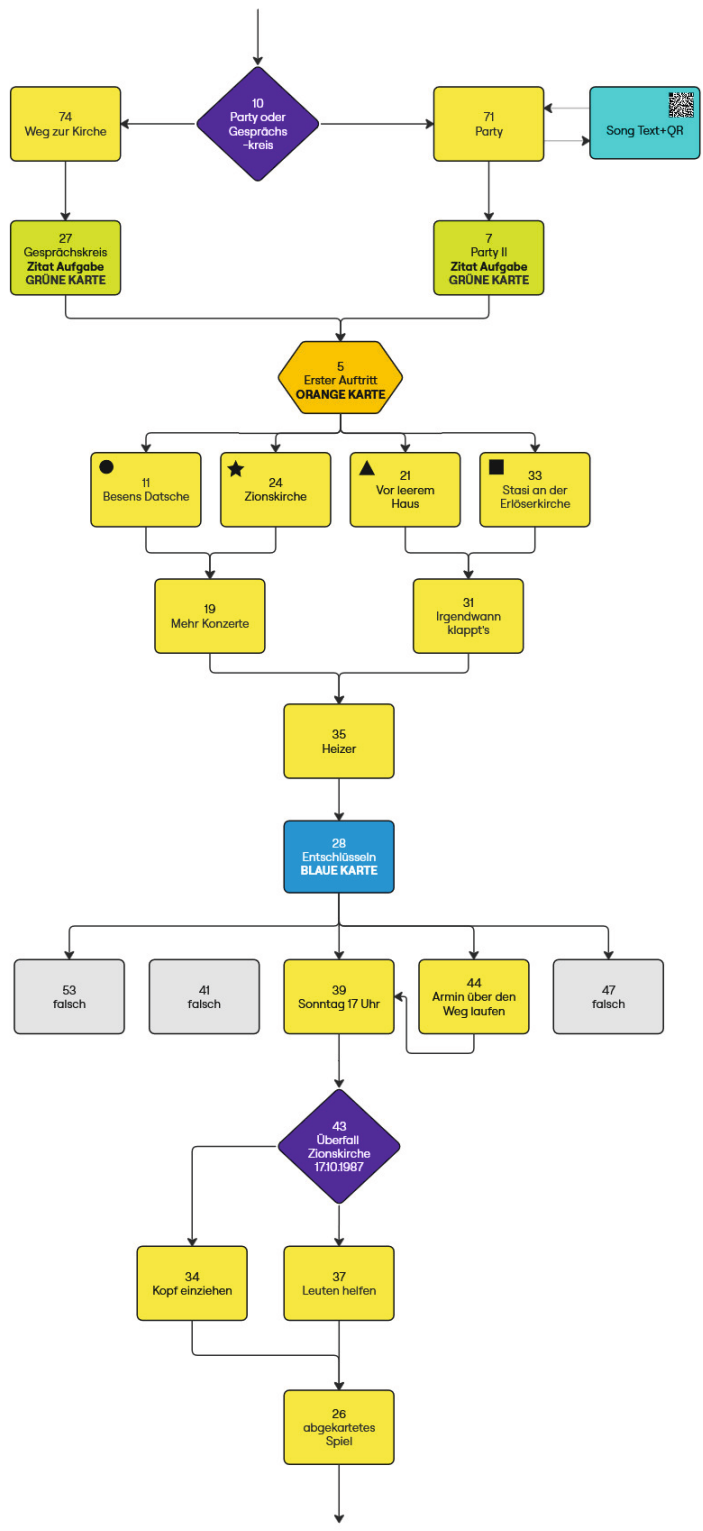 74
Weg zur Kirche
10
Party oder
Gesprächs
-kreis
71
Party
Song Text+QR
27
Gesprächskreis
Zitat Aufgabe
GRÜNE KARTE
7
Party II
Zitat Aufgabe
GRÜNE KARTE
5
Erster Auftritt
ORANGE KARTE
11
Besens Datsche
24
Zionskirche
21
Vor leerem
Haus
33
Stasi an der
Erlöserkirche
19
Mehr Konzerte
31
Irgendwann
klappt's
35
Heizer
28
Entschlüsseln
BLAUE KARTE
53
falsch
41
falsch
39
Sonntag 17 Uhr
44
Armin über den
Weg laufen
47
falsch
43
Überfall
Zionskirche
17.10.1987
34
Kopf einziehen
37
Leuten helfen
26
abgekartetes
Spiel